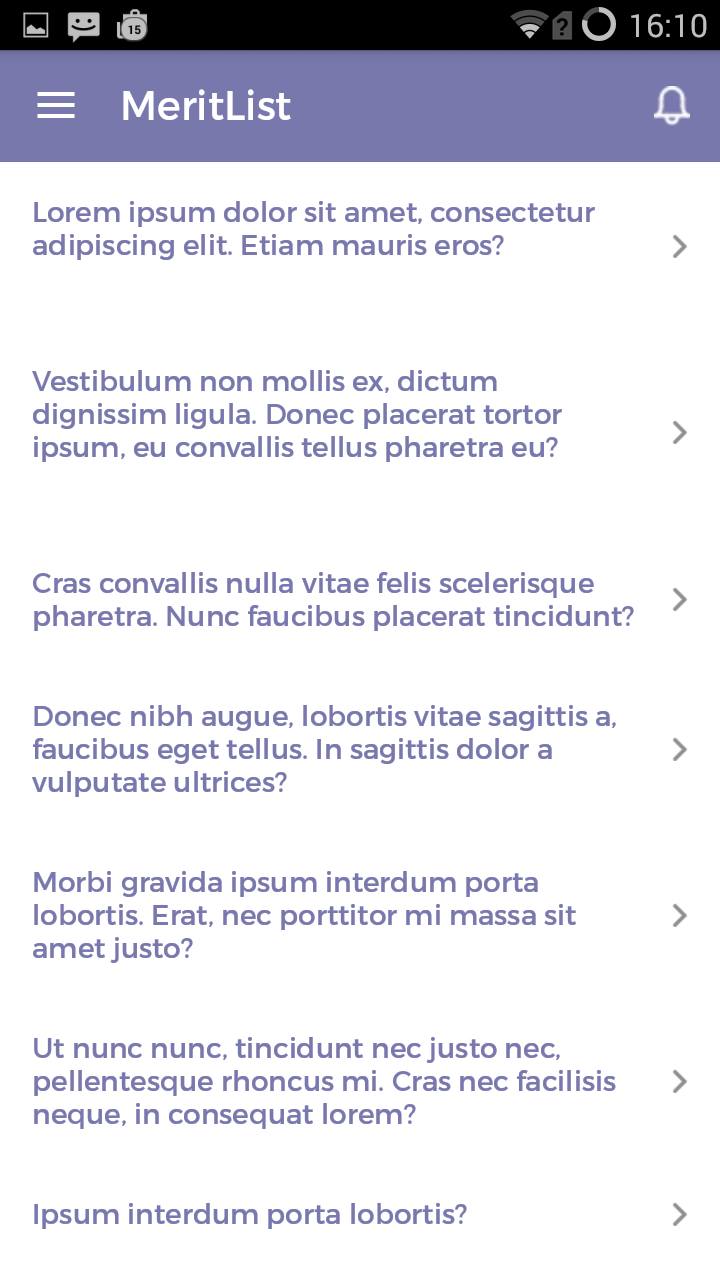 15
?
16:10
MeritList
Lorem ipsum dolor sit amet, consectetur
adipiscing elit. Etiam mauris eros?
Vestibulum non mollis ex, dictum
dignissim ligula. Donec placerat tortor
ipsum, eu convallis tellus pharetra eu?
Cras convallis nulla vitae felis scelerisque
pharetra. Nunc faucibus placerat tincidunt?
Donec nibh augue, lobortis vitae sagittis a,
faucibus eget tellus. In sagittis dolor a
vulputate ultrices?
Morbi gravida ipsum interdum porta
lobortis. Erat, nec porttitor mi massa sit
amet justo?
Ut nunc nunc, tincidunt nec justo nec,
pellentesque rhoncus mi. Cras nec facilisis
neque, in consequat lorem?
Ipsum interdum porta lobortis?